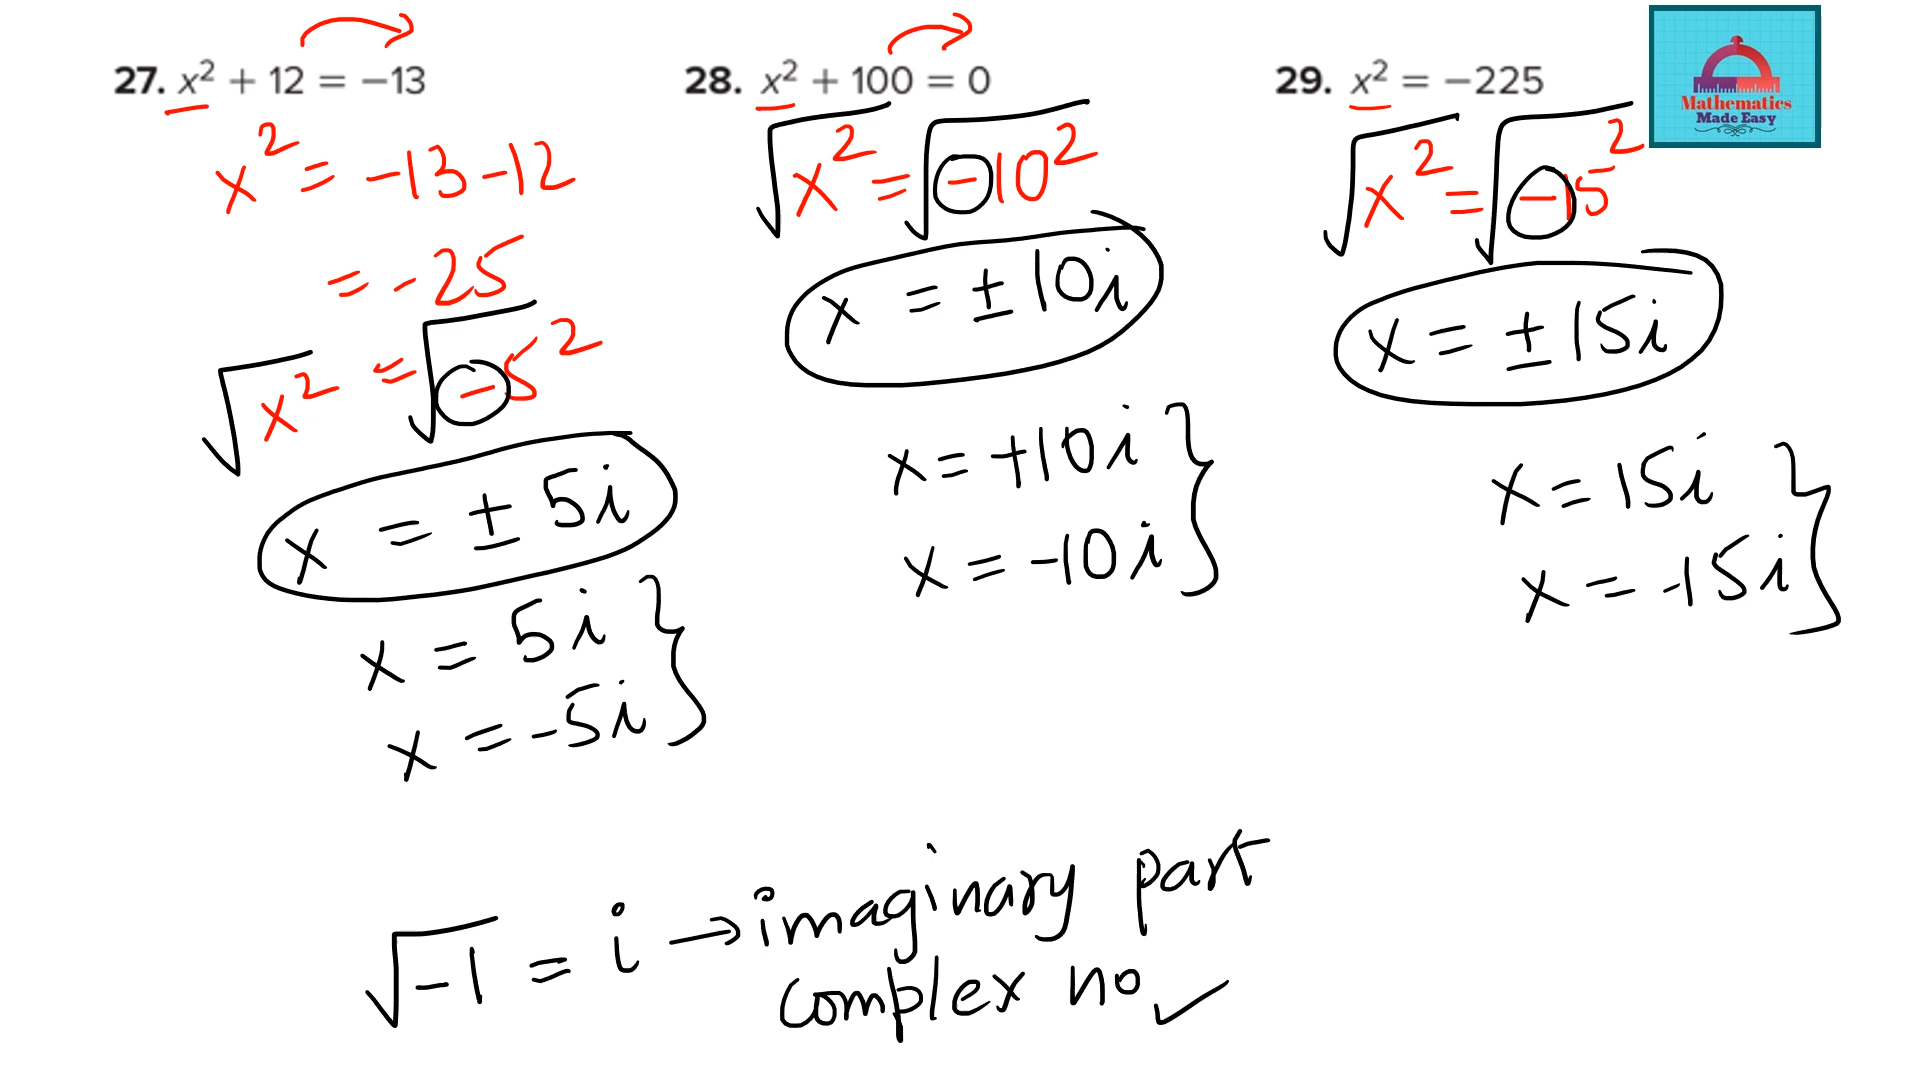 27. x² + 12 = −13
x² = -13-12
= -25
√x² = √-5²
x = ± 5i
x = 5i
x = -5i
28. x² + 100 = 0
√x² = √-10²
x = ±10i
x = +10i
x = -10i
29. x² = −225
√x² = √-15²
x = ±15i
x = 15i
x = -15i
Mathematics
Made Easy
√-1 = i → imaginary part
complex no